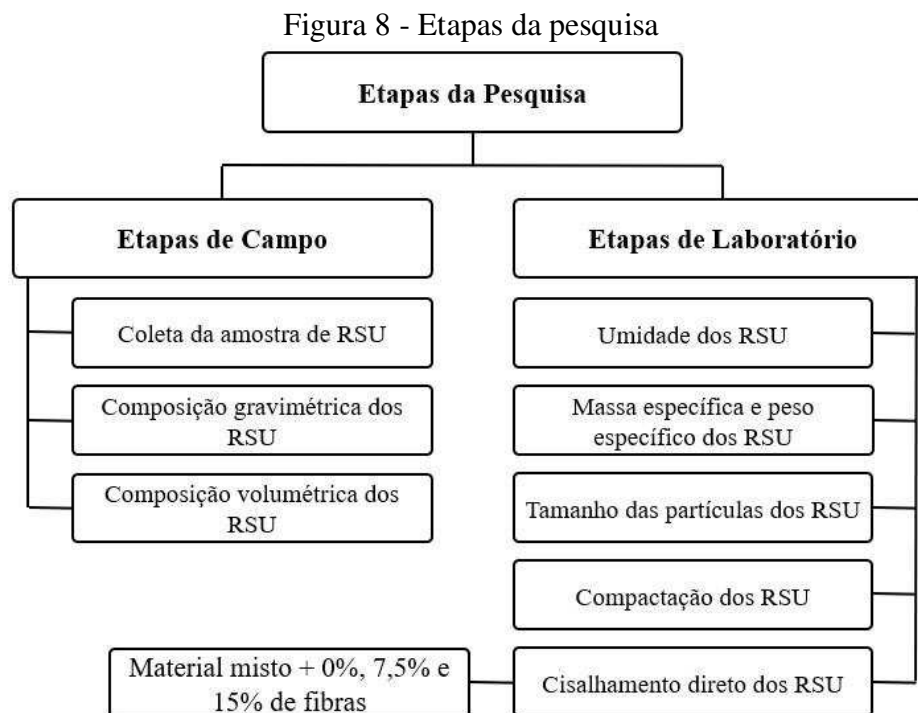 Figura 8 - Etapas da pesquisa
Etapas da Pesquisa
Etapas de Campo
Coleta da amostra de RSU
Composição gravimétrica dos
RSU
Composição volumétrica dos
RSU
Etapas de Laboratório
Umidade dos RSU
Massa específica e peso
específico dos RSU
Tamanho das partículas dos RSU
Compactação dos RSU
Cisalhamento direto dos RSU
Material misto + 0%, 7,5% e
15% de fibras